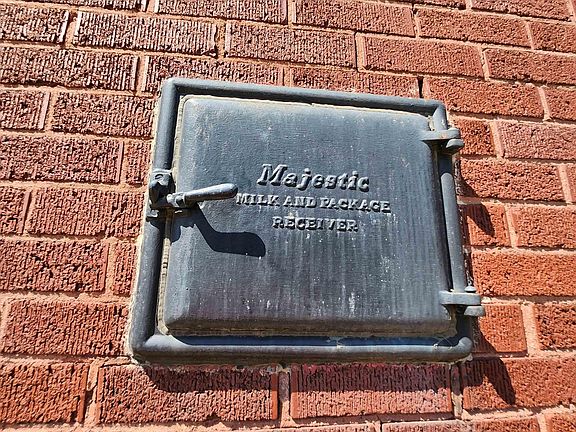 Majestic
MILK AND PACKAGE
RECEIVER